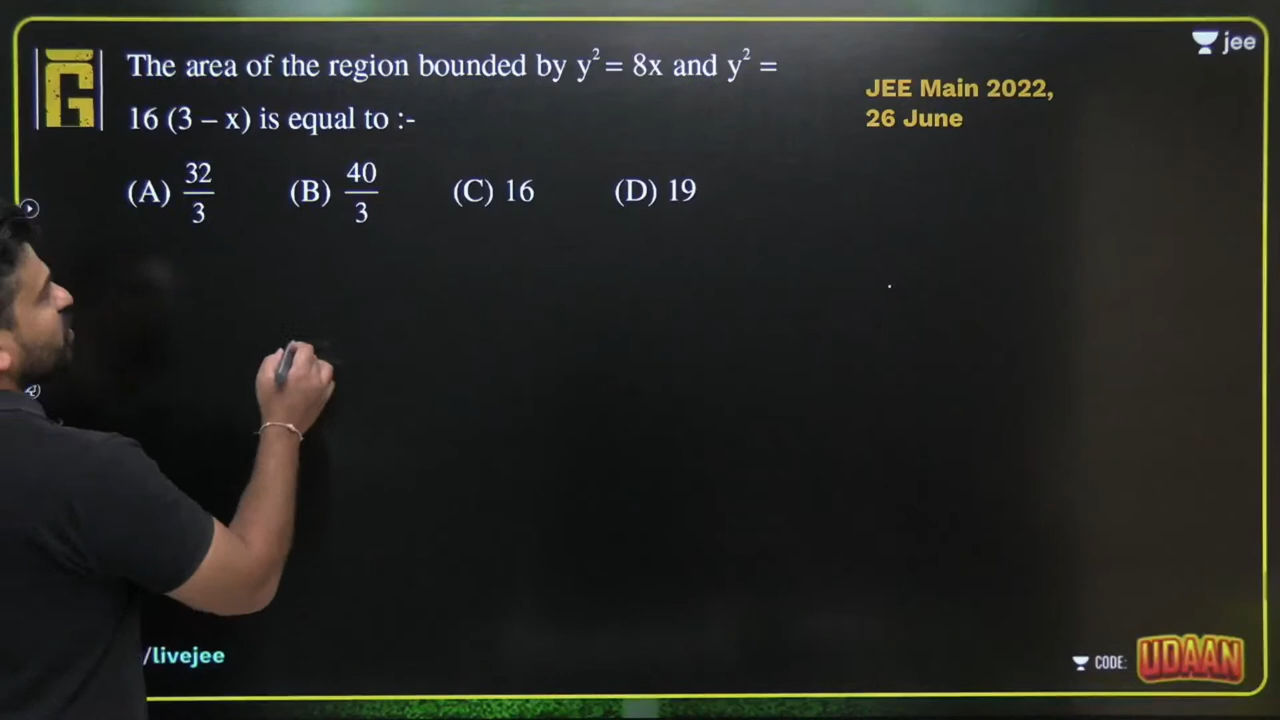 The area of the region bounded by y² = 8x and y² =
16 (3 – x) is equal to :-
(A) 32/3 (B) 40/3 (C) 16 (D) 19
JEE Main 2022,
26 June
jee
/livejee
CODE: UDAAN